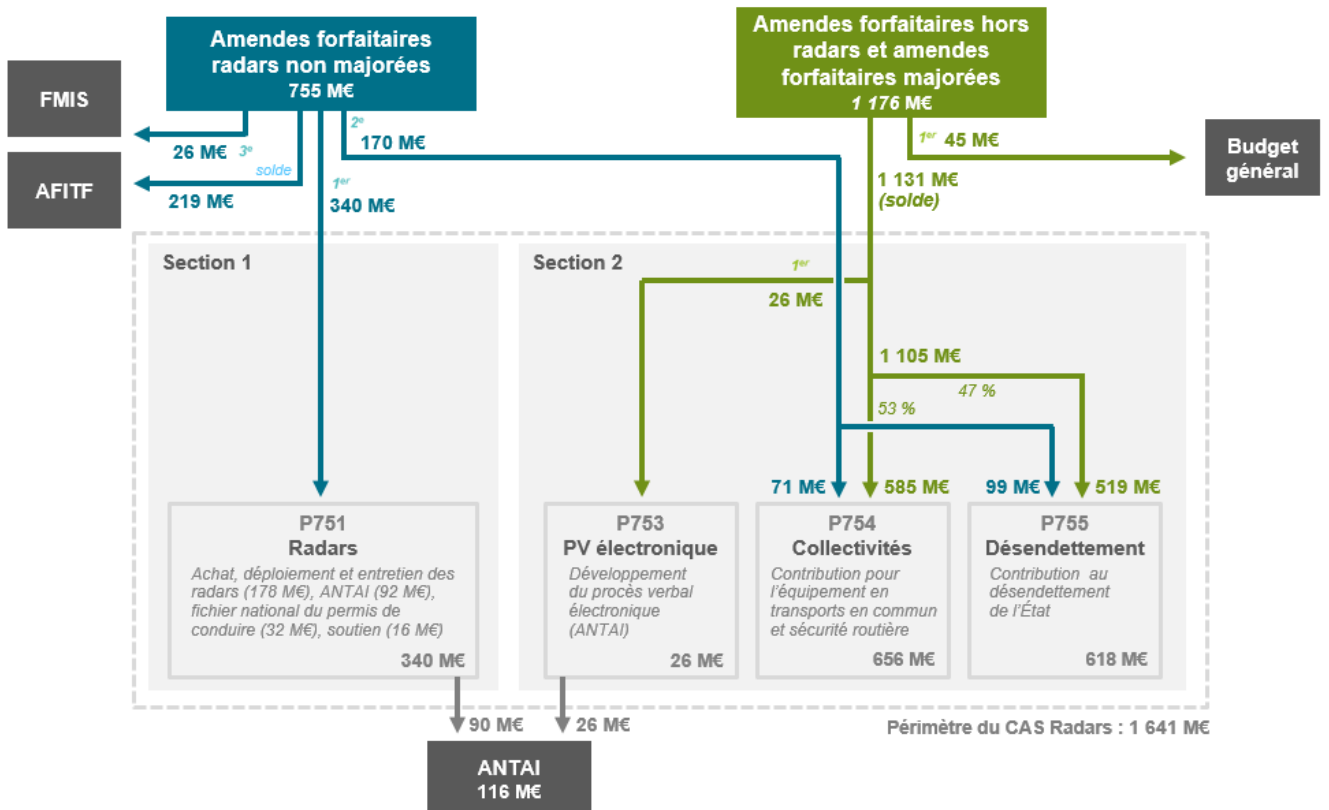 Amendes forfaitaires
radars non majorées
755 M€
Amendes forfaitaires hors
radars et amendes
forfaitaires majorées
1 176 M€
FMIS
AFITF
Budget
général
26 M€ 3e
solde
219 M€
1er
340 M€
2e
170 M€
1er 45 M€
1 131 M€
(solde)
Section 1
Section 2
1er
26 M€
1 105 M€
47 %
53 %
71 M€
585 M€
99 M€
519 M€
P751
Radars
Achat, déploiement et entretien des
radars (178 M€), ANTAI (92 M€),
fichier national du permis de
conduire (32 M€), soutien (16 M€)
340 M€
P753
PV électronique
Développement
du procès verbal
électronique
(ANTAI)
26 M€
P754
Collectivités
Contribution pour
l'équipement en
transports en commun
et sécurité routière
656 M€
P755
Désendettement
Contribution au
désendettement
de l'État
618 M€
90 M€
26 M€
Périmètre du CAS Radars : 1 641 M€
ANTAI
116 M€